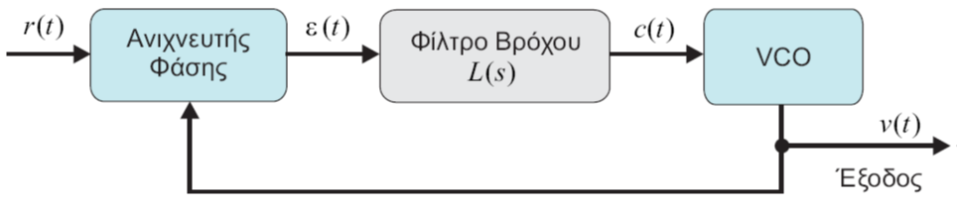 r(t)
Ανιχνευτής
Φάσης
ε(t)
Φίλτρο Βρόχου
L(s)
c(t)
VCO
v(t)
Έξοδος